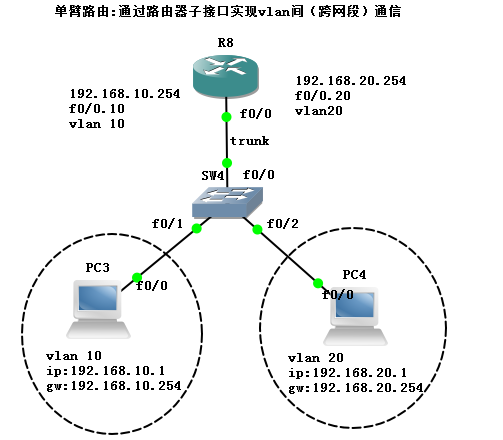 单臂路由:通过路由器子接口实现vlan间（跨网段）通信
R8
192.168.10.254
f0/0.10
vlan 10
192.168.20.254
f0/0.20
vlan20
f0/0
trunk
SW4
f0/0
f0/1
f0/2
PC3
f0/0
PC4
f0/0
vlan 10
ip:192.168.10.1
gw:192.168.10.254
vlan 20
ip:192.168.20.1
gw:192.168.20.254